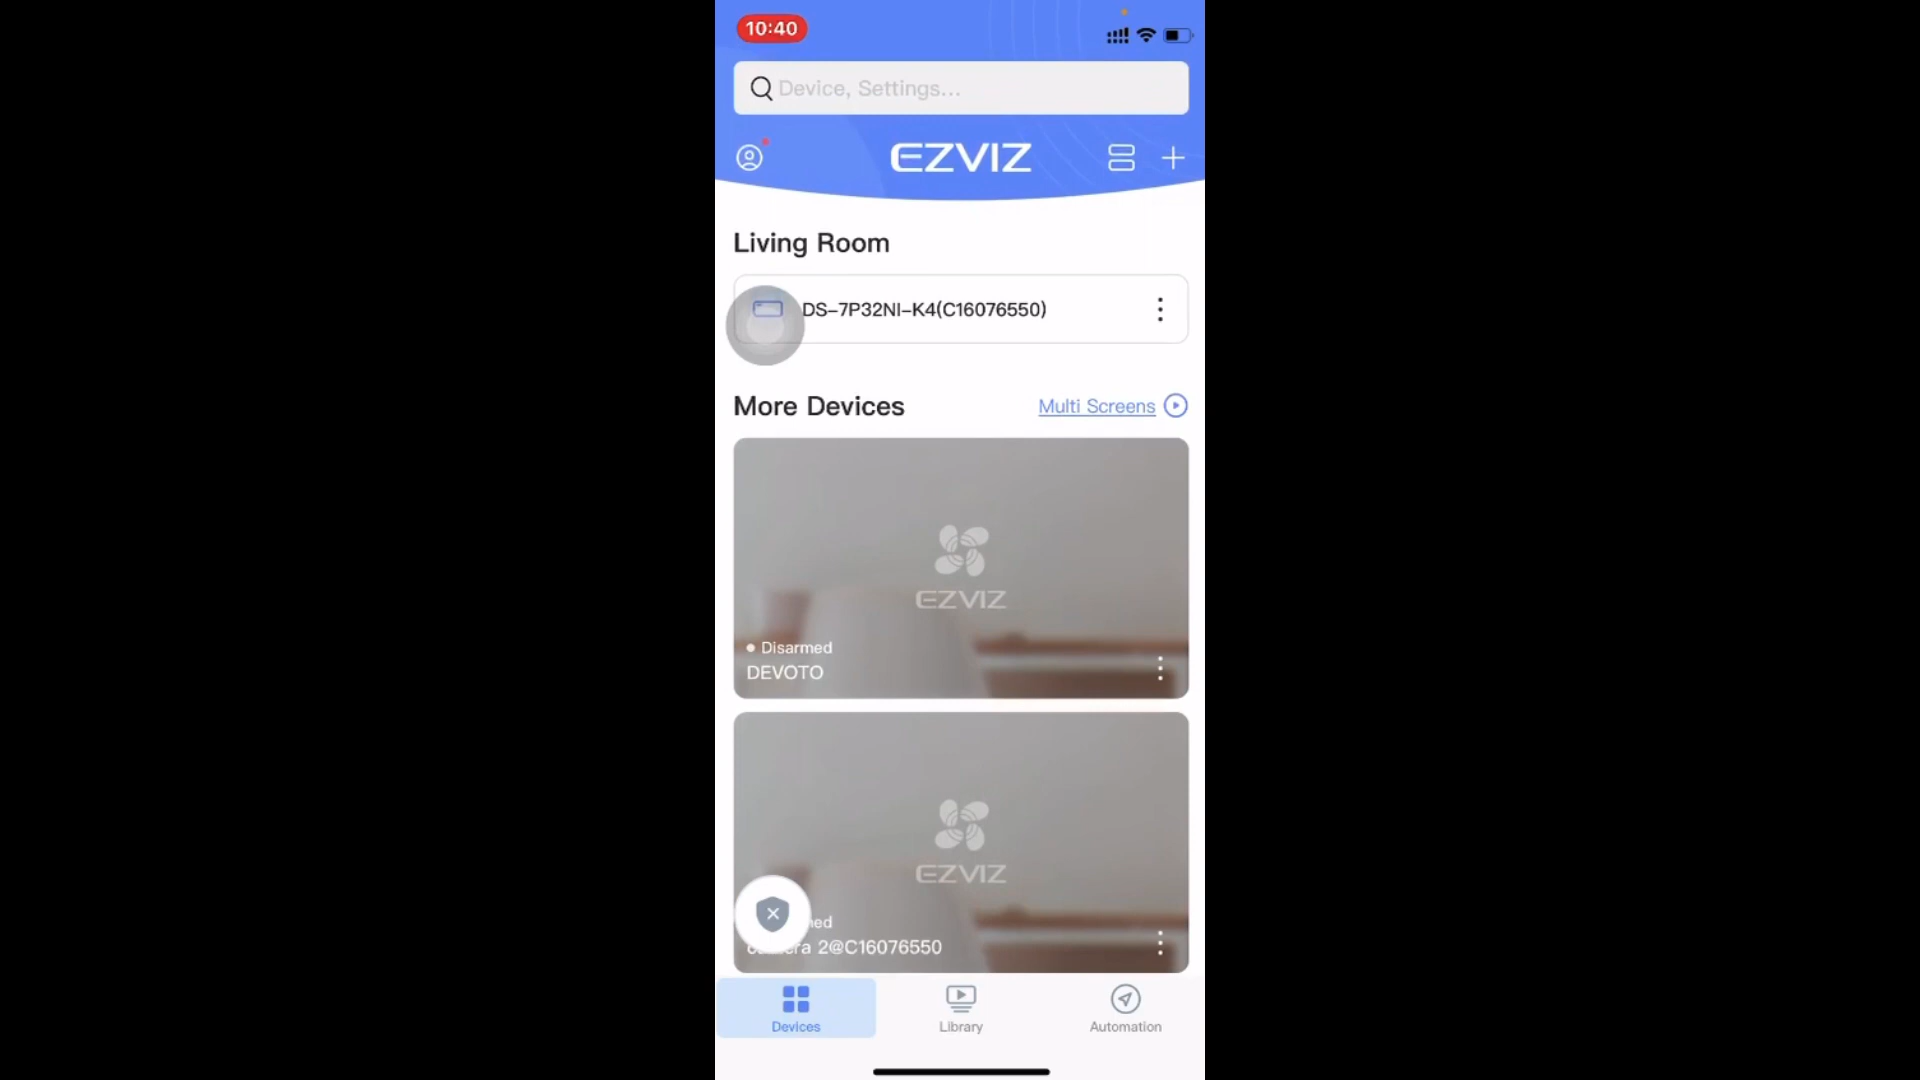 10:40
Device, Settings...
EZVIZ
Living Room
DS-7P32NI-K4(C16076550)
More Devices
Multi Screens
EZVIZ
Disarmed
DEVOTO
EZVIZ
2@C16076550
Devices
Library
Automation